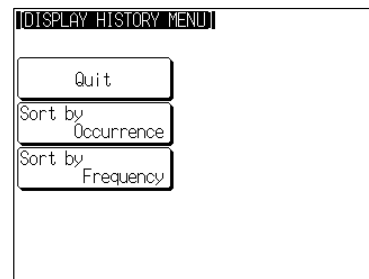 [DISPLAY HISTORY MENU]
Quit
Sort by
Occurrence
Sort by
Frequency